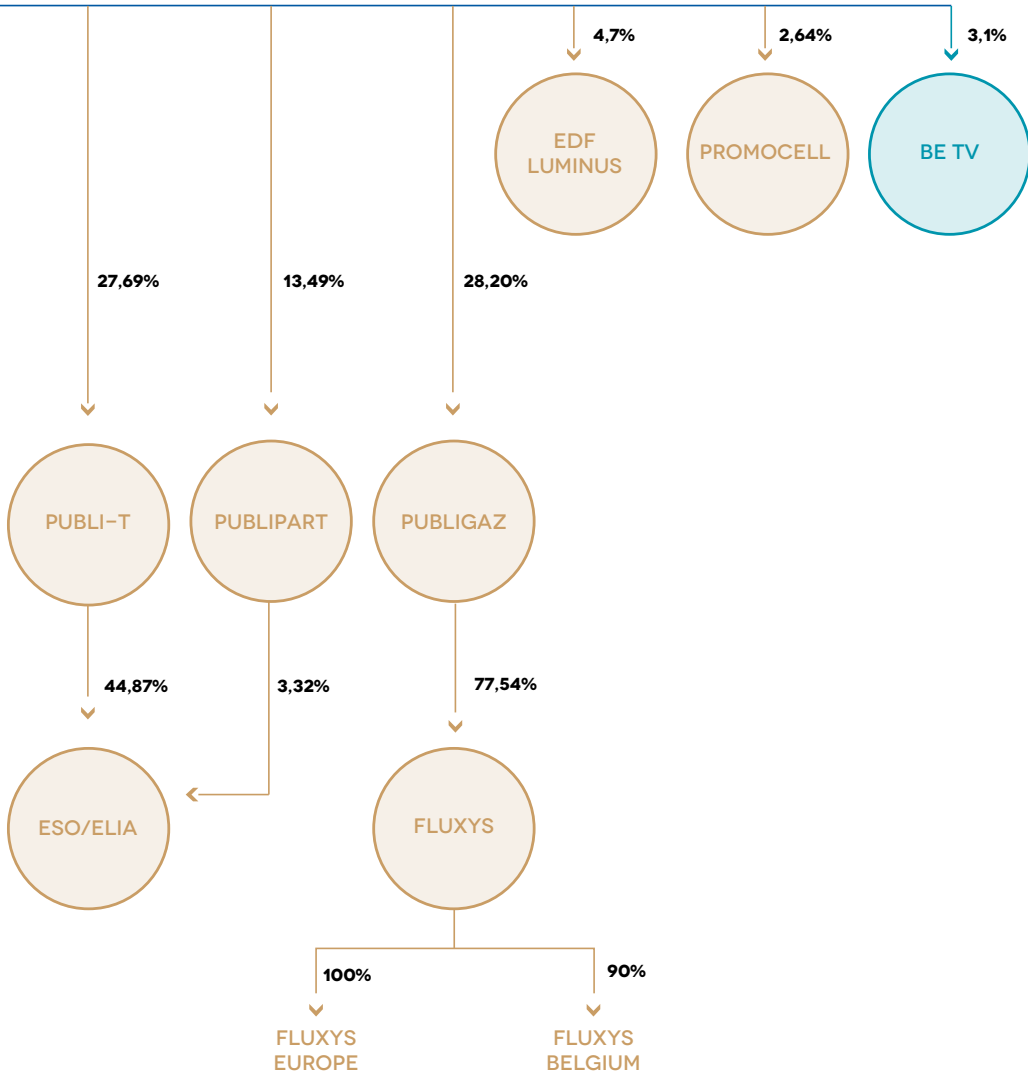 4,7%
2,64%
3,1%
EDF
LUMINUS
PROMOCELL
BE TV
27,69%
13,49%
28,20%
PUBLI-T
PUBLIPART
PUBLIGAZ
44,87%
3,32%
77,54%
ESO/ELIA
FLUXYS
100%
90%
FLUXYS
EUROPE
FLUXYS
BELGIUM